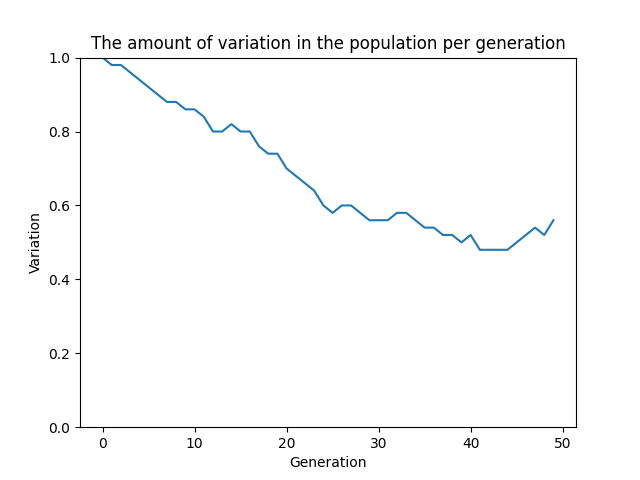 The amount of variation in the population per generation
1.0
0.8
0.6
0.4
0.2
0.0
Variation
0 10 20 30 40 50
Generation